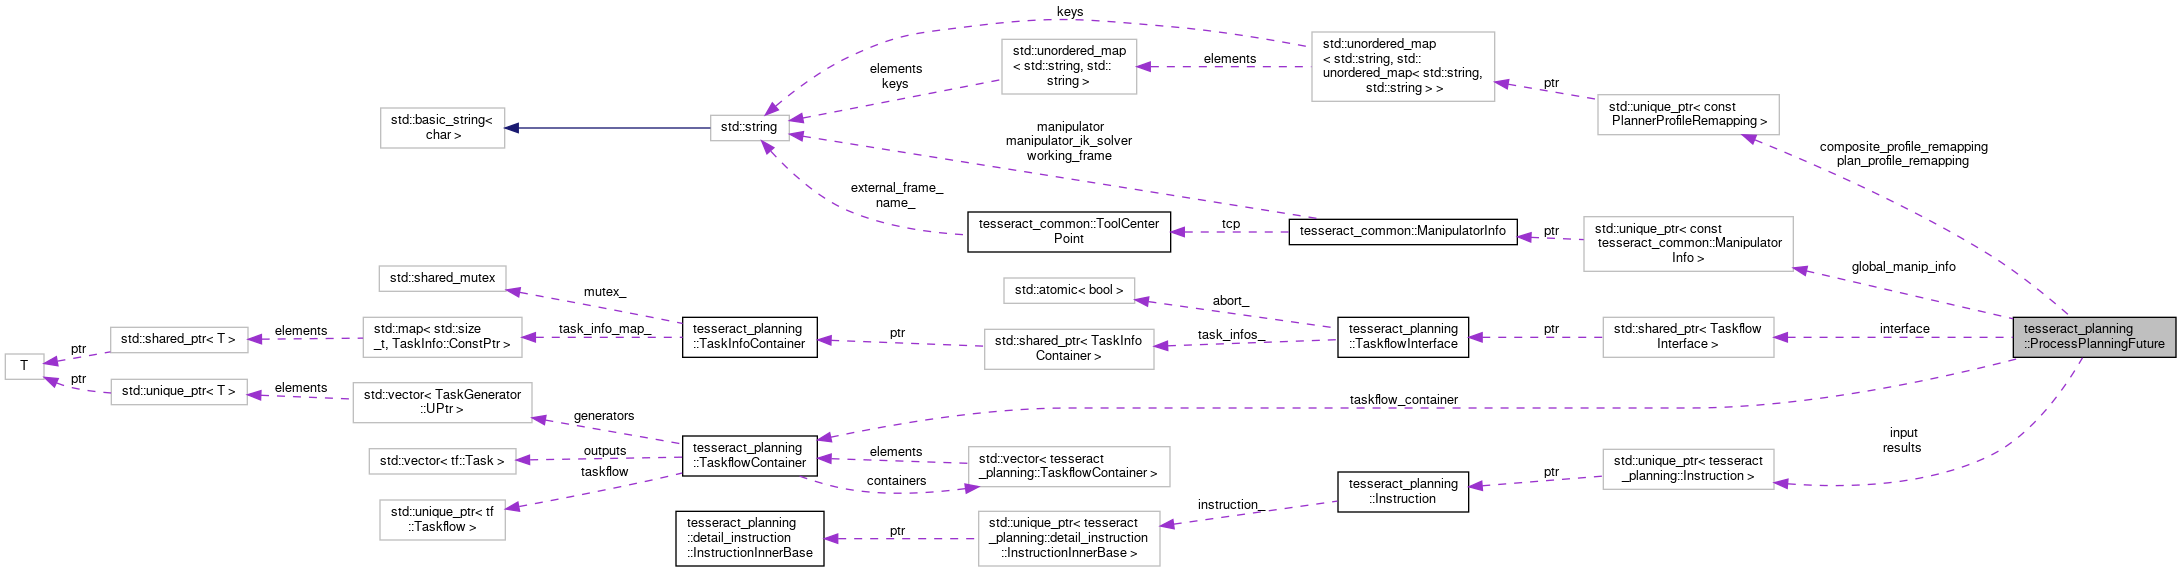 keys
std::unordered_map
< std::string, std::
unordered_map< std::string,
std::string > >
std::unordered_map
< std::string, std::
string >
elements
elements
keys
ptr
std::unique_ptr< const
PlannerProfileRemapping >
std::basic_string<
char >
std::string
manipulator
manipulator_ik_solver
working_frame
composite_profile_remapping
plan_profile_remapping
external_frame_
name_
tesseract_common::ToolCenter
Point
tcp
tesseract_common::ManipulatorInfo
ptr
std::unique_ptr< const
tesseract_common::Manipulator
Info >
global_manip_info
std::shared_mutex
mutex_
std::atomic< bool >
abort_
std::shared_ptr< T >
elements
std::map< std::size
_t, TaskInfo::ConstPtr >
task_info_map_
tesseract_planning
::TaskInfoContainer
ptr
std::shared_ptr< TaskInfo
Container >
task_infos_
tesseract_planning
::TaskflowInterface
ptr
std::shared_ptr< Taskflow
Interface >
interface
tesseract_planning
::ProcessPlanningFuture
T
ptr
ptr
std::unique_ptr< T >
elements
std::vector< TaskGenerator
::UPtr >
generators
taskflow_container
std::vector< tf::Task >
outputs
taskflow
tesseract_planning
::TaskflowContainer
elements
containers
std::vector< tesseract
_planning::TaskflowContainer >
input
results
std::unique_ptr< tesseract
_planning::Instruction >
ptr
tesseract_planning
::Instruction
instruction_
std::unique_ptr< tf
::Taskflow >
tesseract_planning
::detail_instruction
::InstructionInnerBase
ptr
std::unique_ptr< tesseract
_planning::detail_instruction
::InstructionInnerBase >